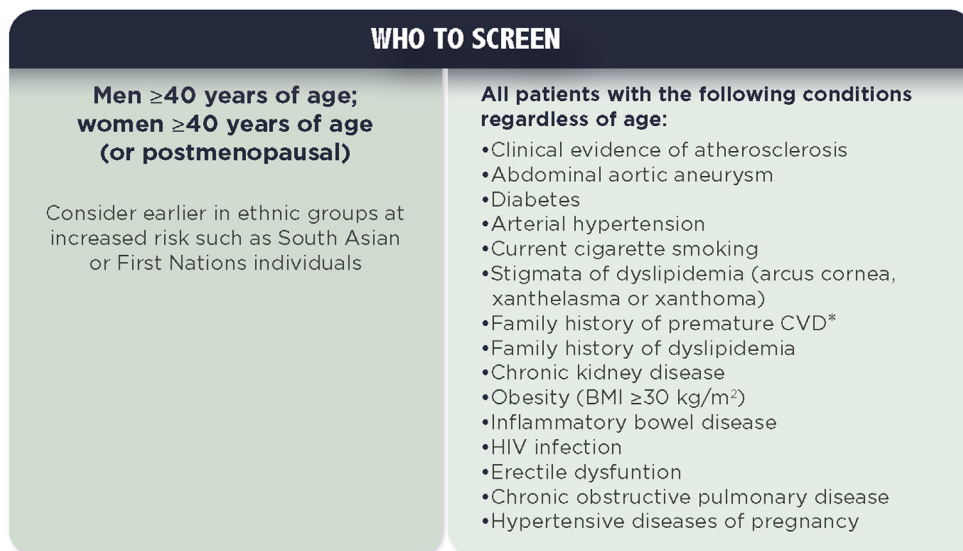 WHO TO SCREEN
Men ≥40 years of age;
women ≥40 years of age
(or postmenopausal)
Consider earlier in ethnic groups at
increased risk such as South Asian
or First Nations individuals
All patients with the following conditions
regardless of age:
•Clinical evidence of atherosclerosis
•Abdominal aortic aneurysm
•Diabetes
•Arterial hypertension
•Current cigarette smoking
•Stigmata of dyslipidemia (arcus cornea,
xanthelasma or xanthoma)
•Family history of premature CVD*
•Family history of dyslipidemia
•Chronic kidney disease
•Obesity (BMI ≥30 kg/m²)
•Inflammatory bowel disease
•HIV infection
•Erectile dysfuntion
•Chronic obstructive pulmonary disease
•Hypertensive diseases of pregnancy